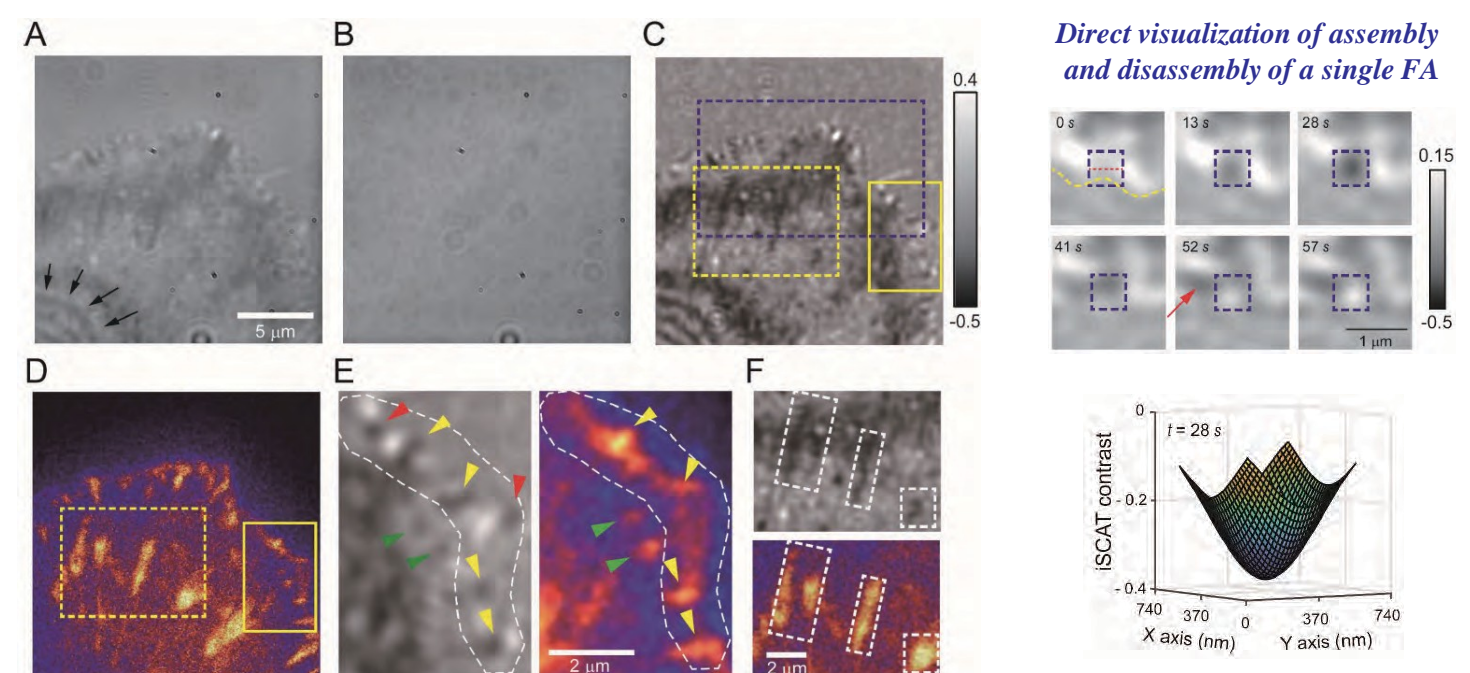 A
B
C
0.4
-0.5
5 μm
D
E
F
2 μm
2 μm
Direct visualization of assembly
and disassembly of a single FA
0 s
13 s
28 s
41 s
52 s
57 s
1 μm
0.15
-0.5
t = 28 s
iSCAT contrast
0
- 0.2
- 0.4
740
370
0
370
740
X axis (nm)
Y axis (nm)